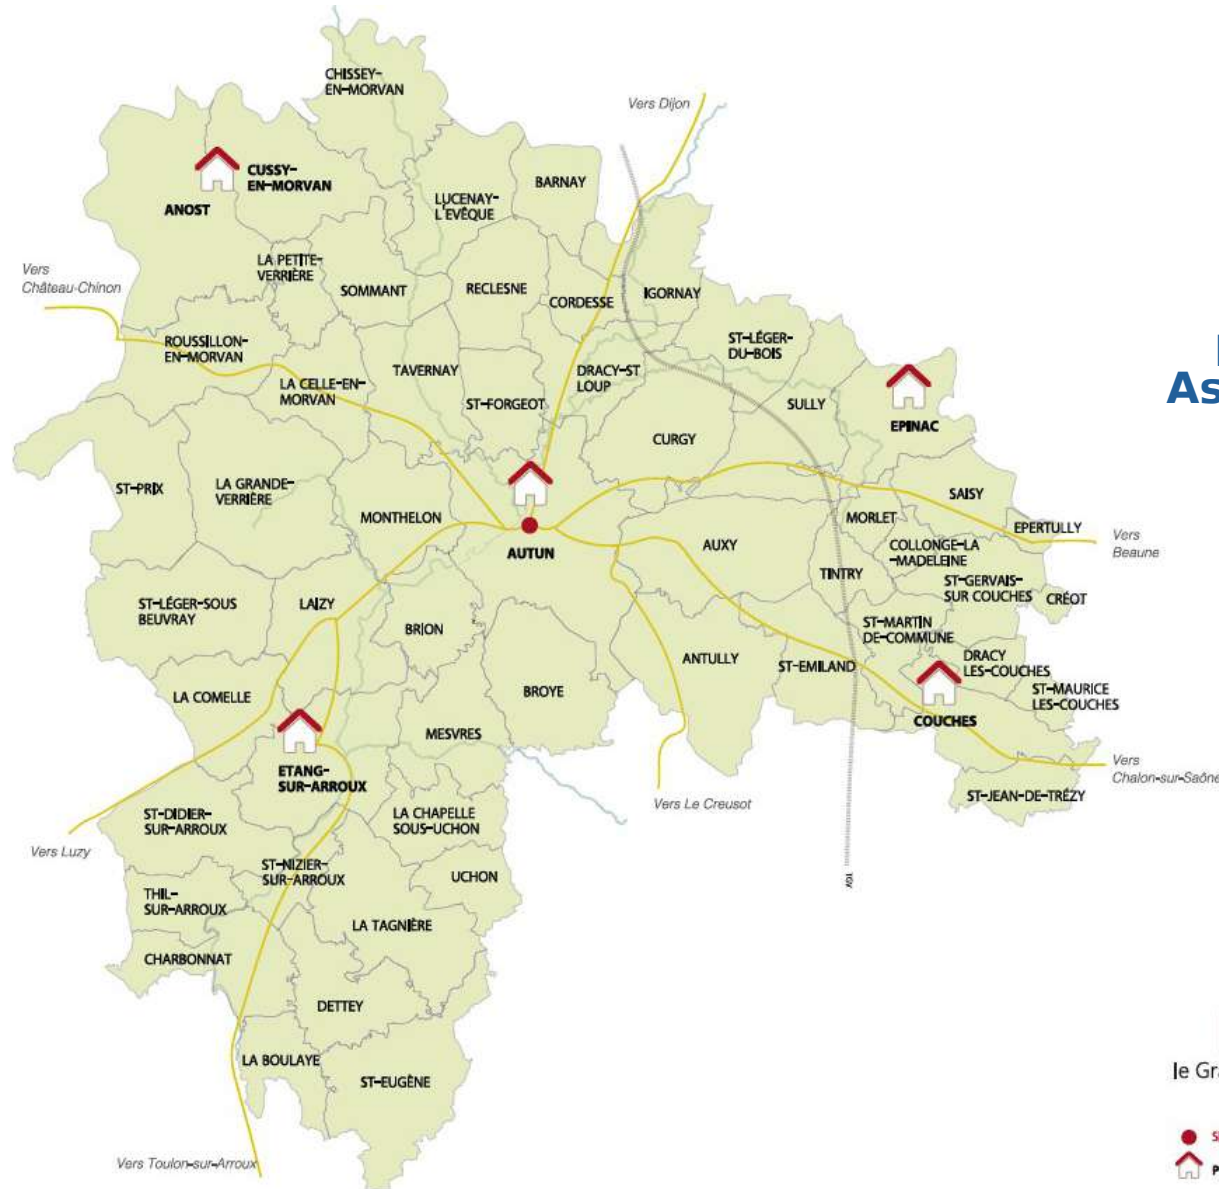 CHISSEY-
EN-MORVAN
Vers Dijon
CUSSY-
EN-MORVAN
BARNAY
LUCENAY-
L'EVÊQUE
ANOST
Vers
Château-Chinon
LA PETITE-
VERRIÈRE
SOMMANT
RECLESNE
CORDESSE
IGORNAY
ROUSSILLON-
EN-MORVAN
ST-LÉGER-
DU-BOIS
LA CELLE-EN-
MORVAN
TAVERNAY
DRACY-ST
LOUP
ST-FORGEOT
SULLY
As
EPINAC
CURGY
ST-PRIX
LA GRANDE-
VERRIÈRE
MONTHELON
SAISY
MORLET
EPERTULLY
Vers
Beaune
AUTUN
AUXY
COLLONGE-LA
-MADELEINE
TINTRY
ST-GERVAIS-
SUR COUCHES
CRÉOT
ST-LÉGER-SOUS
BEUVRAY
LAIZY
BRION
ST-MARTIN
DE-COMMUNE
ANTULLY
ST-EMILAND
DRACY
LES-COUCHES
LA COMELLE
BROYE
ST-MAURICE
LES-COUCHES
COUCHES
MESVRES
ETANG-
SUR-ARROUX
Vers
Chalon-sur-Saône
ST-JEAN-DE-TRÉZY
Vers Le Creusot
ST-DIDIER-
SUR-ARROUX
LA CHAPELLE
SOUS-UCHON
Vers Luzy
ST-NIZIER-
SUR-ARROUX
UCHON
TGV
THIL-
SUR-ARROUX
LA TAGNIÈRE
CHARBONNAT
DETTEY
LA BOULAYE
ST-EUGÈNE
le Gra
Vers Toulon-sur-Arroux